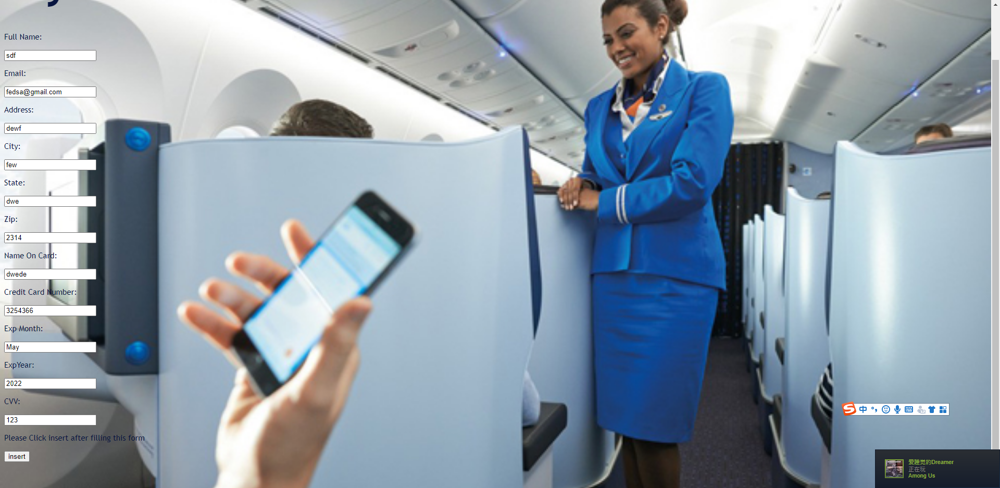 Full Name:
sdf
Email:
fedsa@gmail.com
Address:
dewf
City:
few
State:
dwe
Zip:
2314
Name On Card:
dwede
Credit Card Number:
3254366
Exp Month:
May
ExpYear:
2022
CVV:
123
Please Click insert after filling this form
insert
中
爱睡觉的Dreamer
正在玩
Among Us